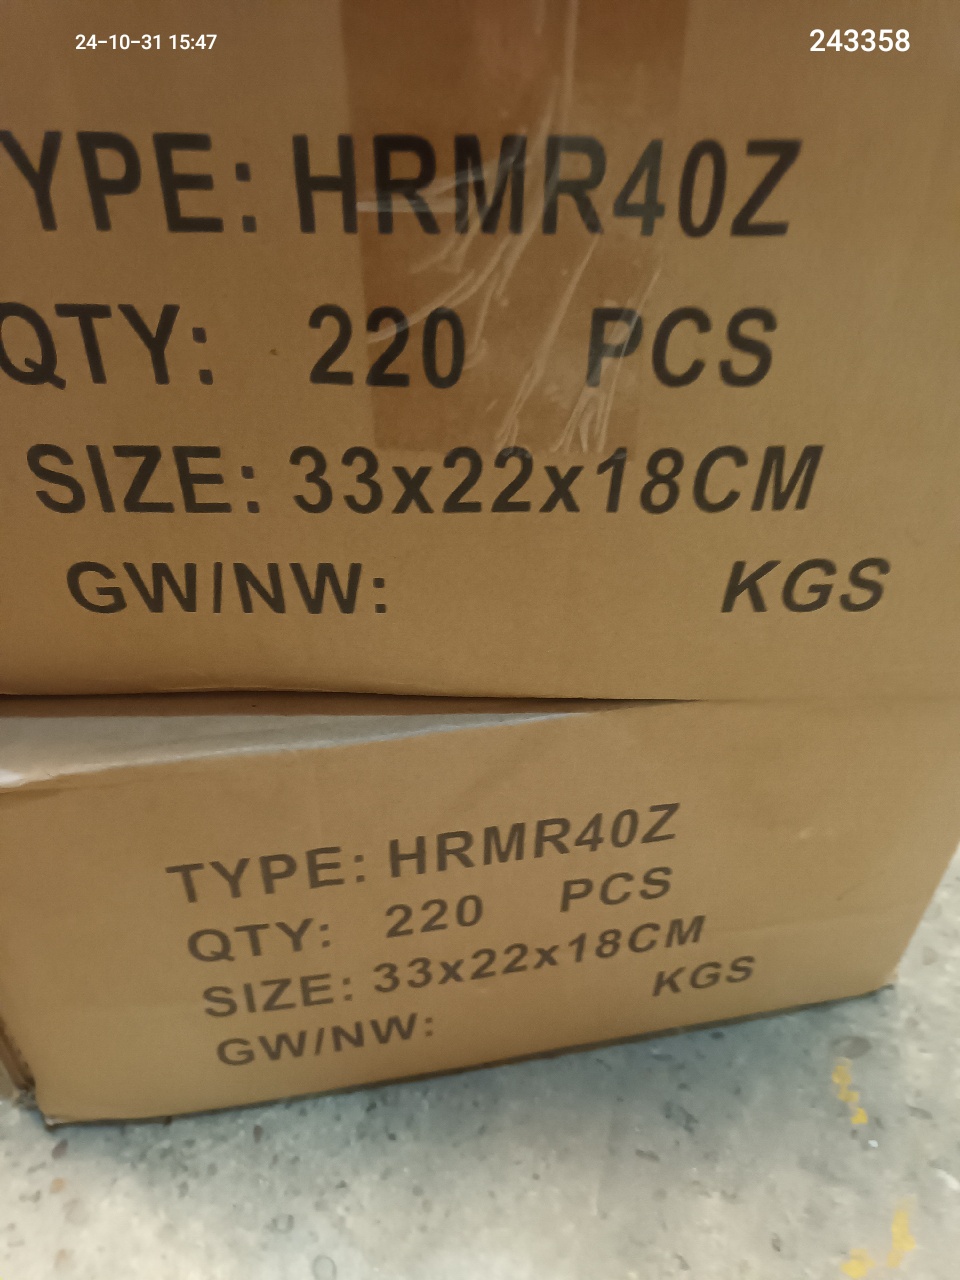 24-10-31 15:47
243358
YPE: HRMR40Z
QTY: 220 PCS
SIZE: 33x22x18CM
GW/NW: KGS
TYPE: HRMR40Z
QTY: 220 PCS
SIZE: 33x22x18CM
GW/NW: KGS